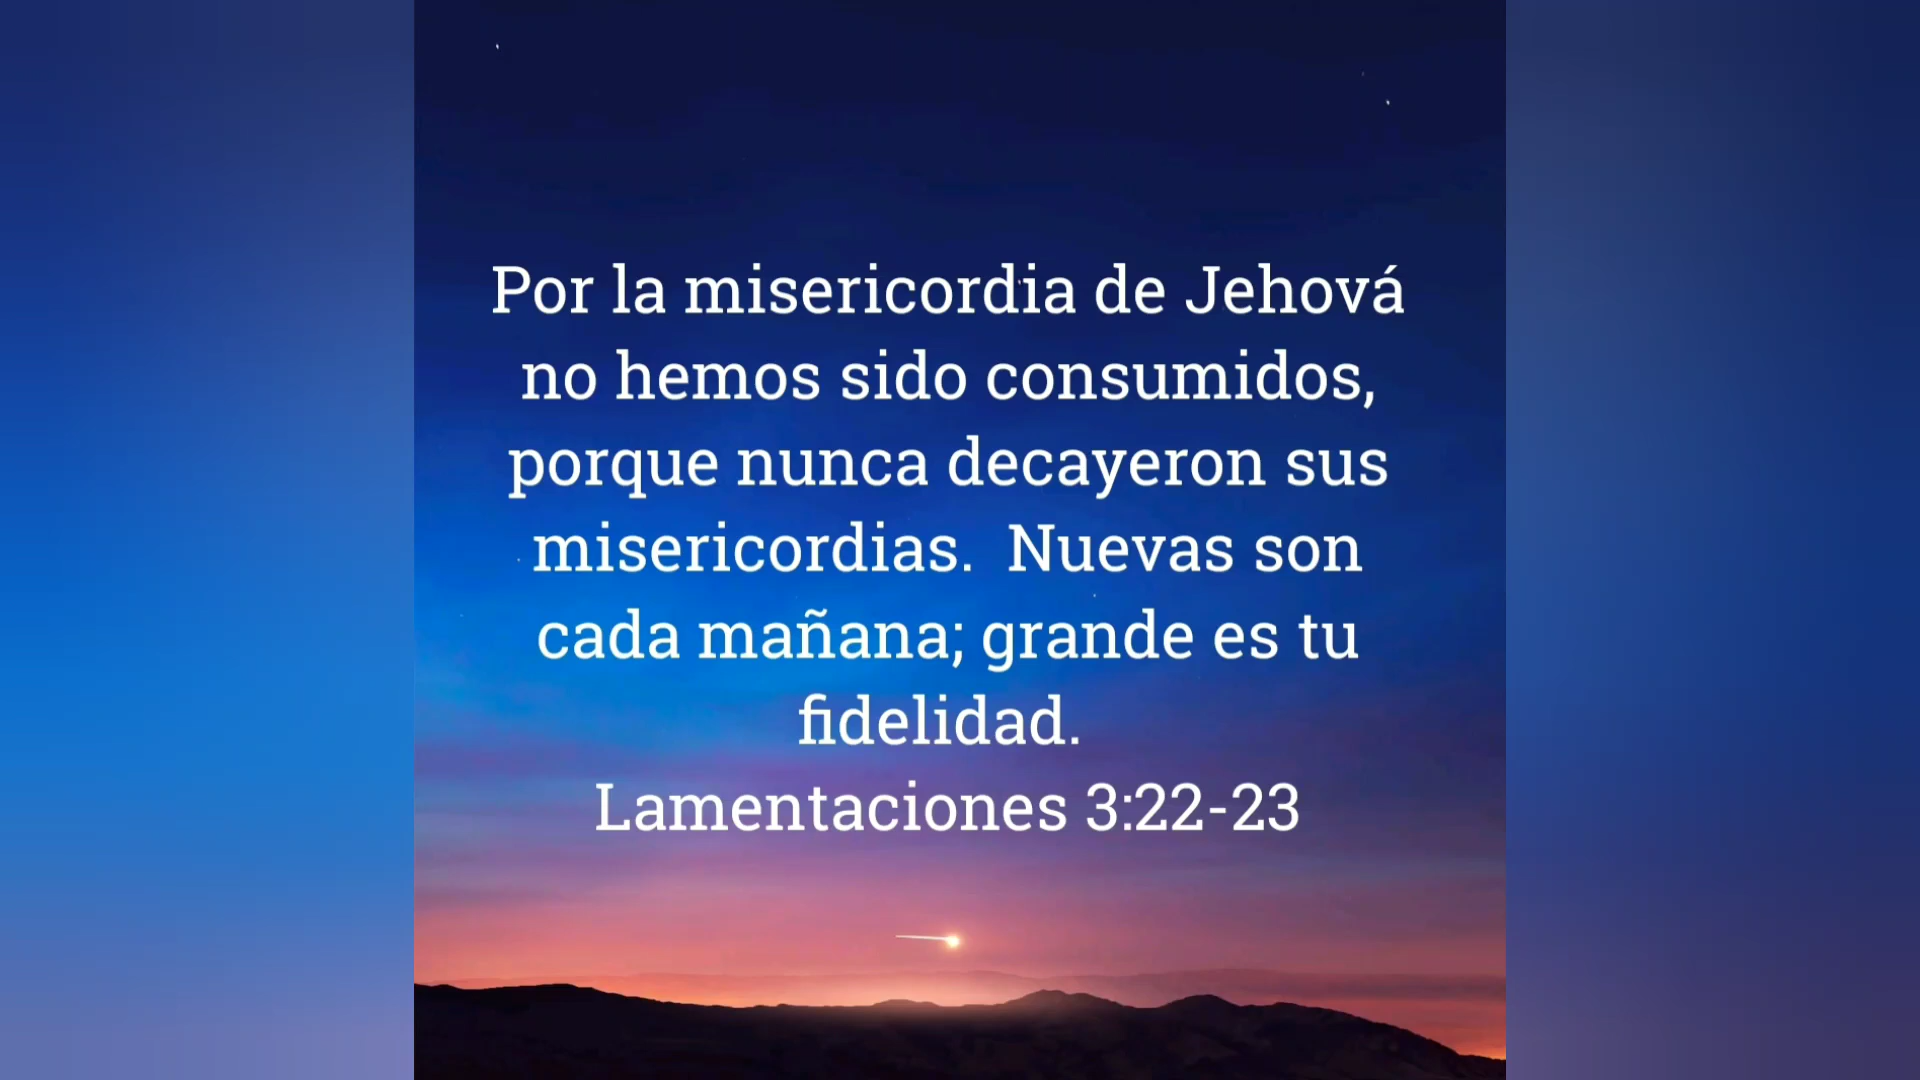 Por la misericordia de Jehová
no hemos sido consumidos,
porque nunca decayeron sus
misericordias.  Nuevas son
cada mañana; grande es tu
fidelidad.
Lamentaciones 3:22-23